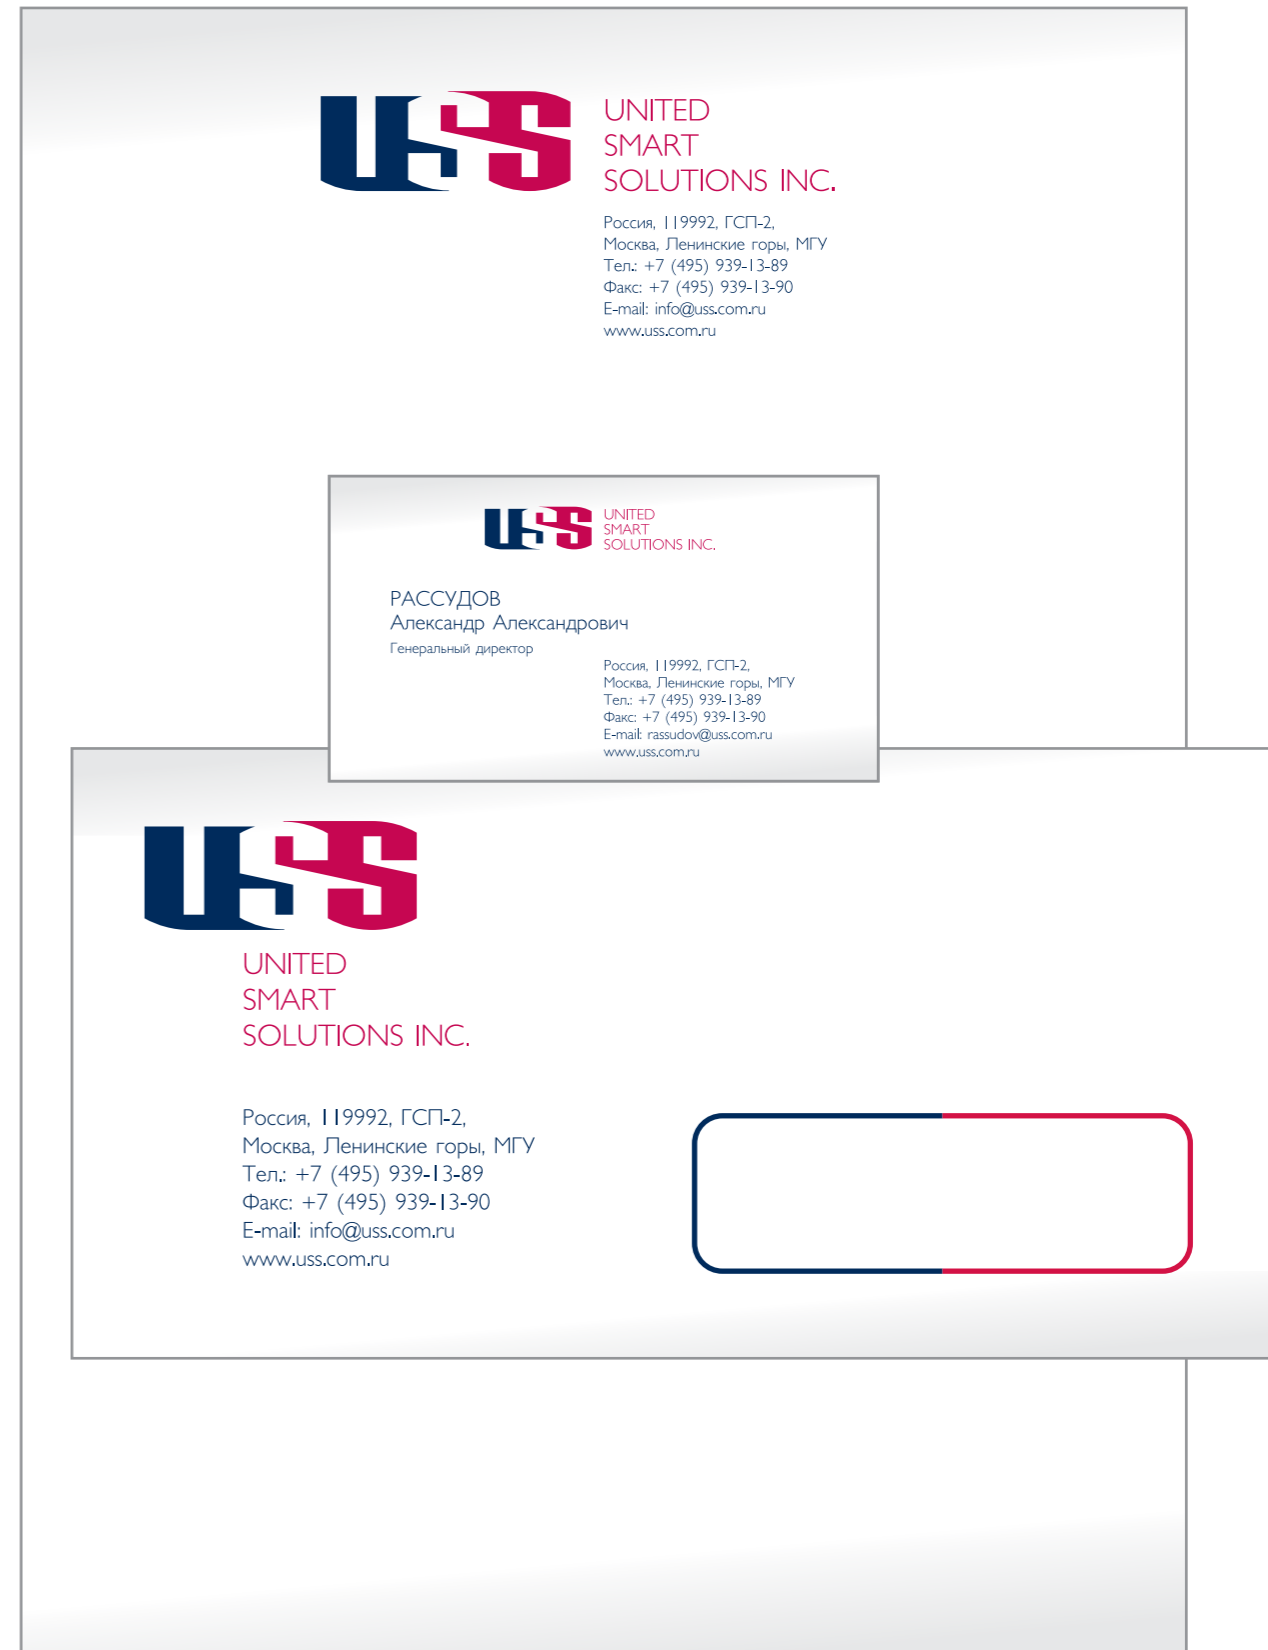 USS
UNITED
SMART
SOLUTIONS INC.
Россия, 119992, ГСП-2,
Москва, Ленинские горы, МГУ
Тел.: +7 (495) 939-13-89
Факс: +7 (495) 939-13-90
E-mail: info@uss.com.ru
www.uss.com.ru
USS
UNITED
SMART
SOLUTIONS INC.
РАССУДОВ
Александр Александрович
Генеральный директор
Россия, 119992, ГСП-2,
Москва, Ленинские горы, МГУ
Тел.: +7 (495) 939-13-89
Факс: +7 (495) 939-13-90
E-mail: rassudov@uss.com.ru
www.uss.com.ru
USS
UNITED
SMART
SOLUTIONS INC.
Россия, 119992, ГСП-2,
Москва, Ленинские горы, МГУ
Тел.: +7 (495) 939-13-89
Факс: +7 (495) 939-13-90
E-mail: info@uss.com.ru
www.uss.com.ru